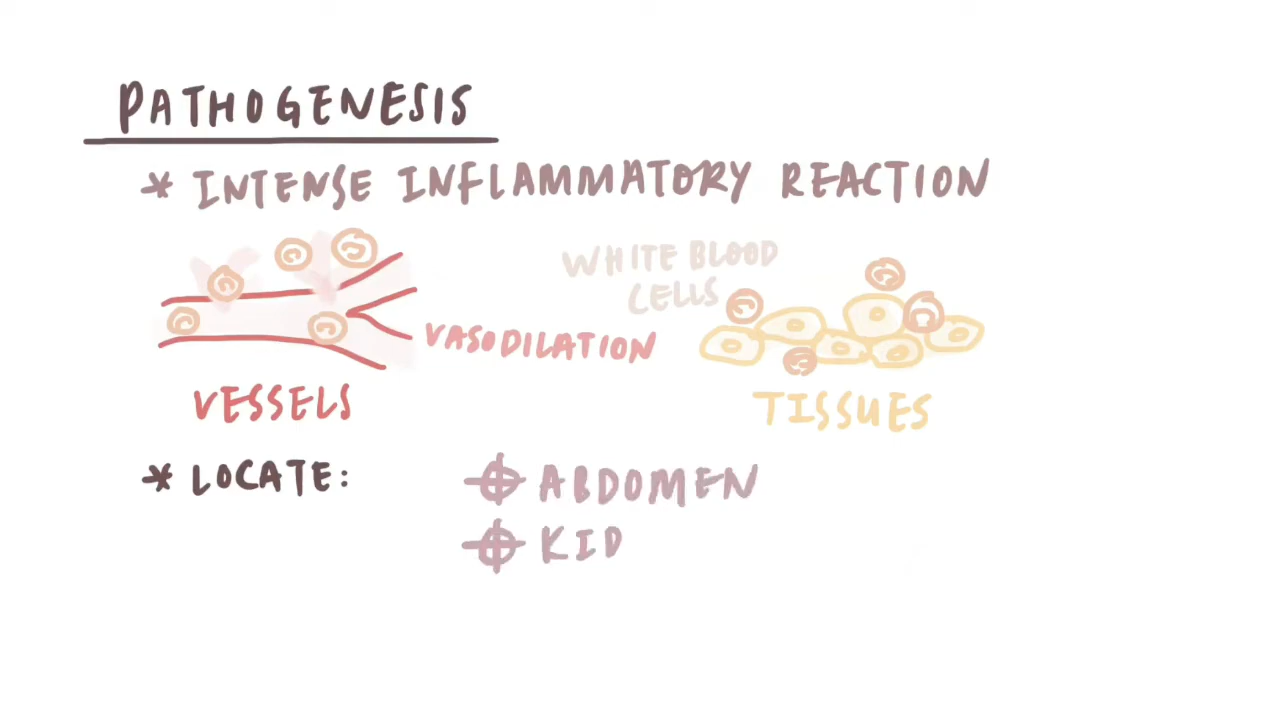 PATHOGENESIS
* INTENSE INFLAMMATORY REACTION
WHITE BLOOD
CELLS
VASODILATION
VESSELS
TISSUES
* LOCATE:
ABDOMEN
KID